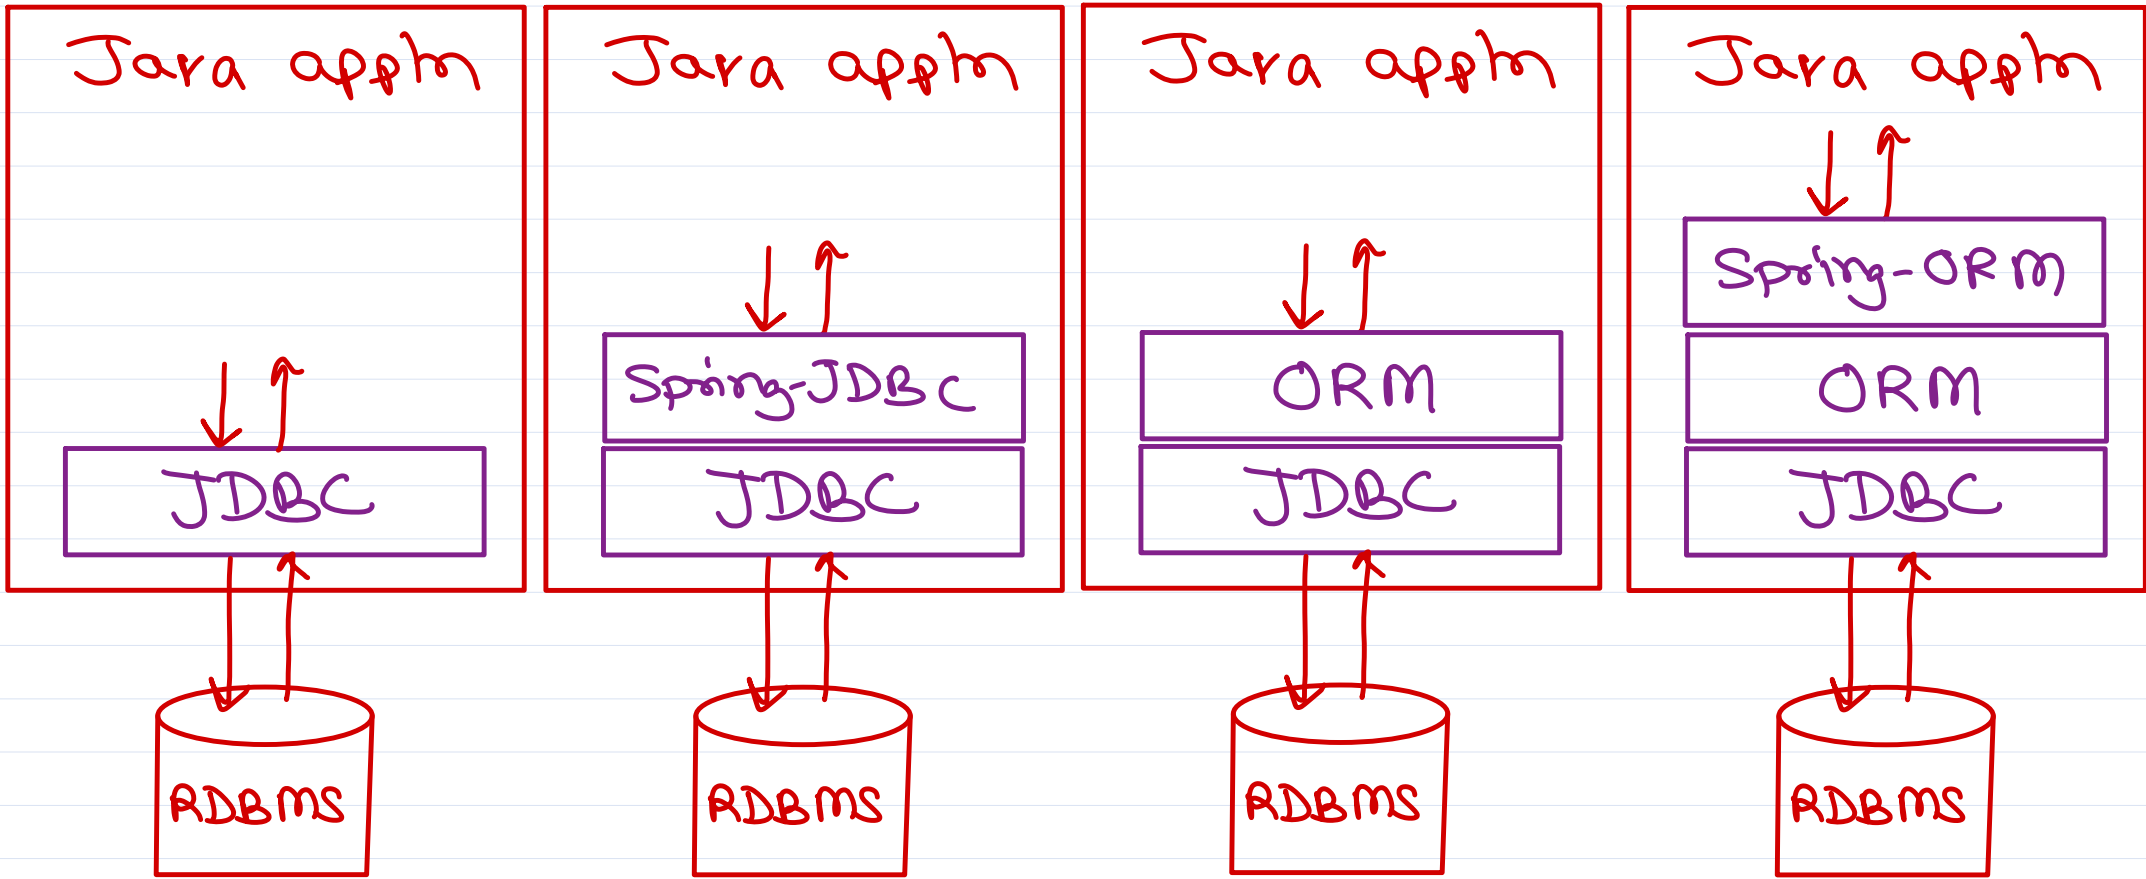 Java appln
JDBC
RDBMS
Java appln
Spring-JDBC
JDBC
RDBMS
Java appln
ORM
JDBC
RDBMS
Java appln
Spring-ORM
ORM
JDBC
RDBMS